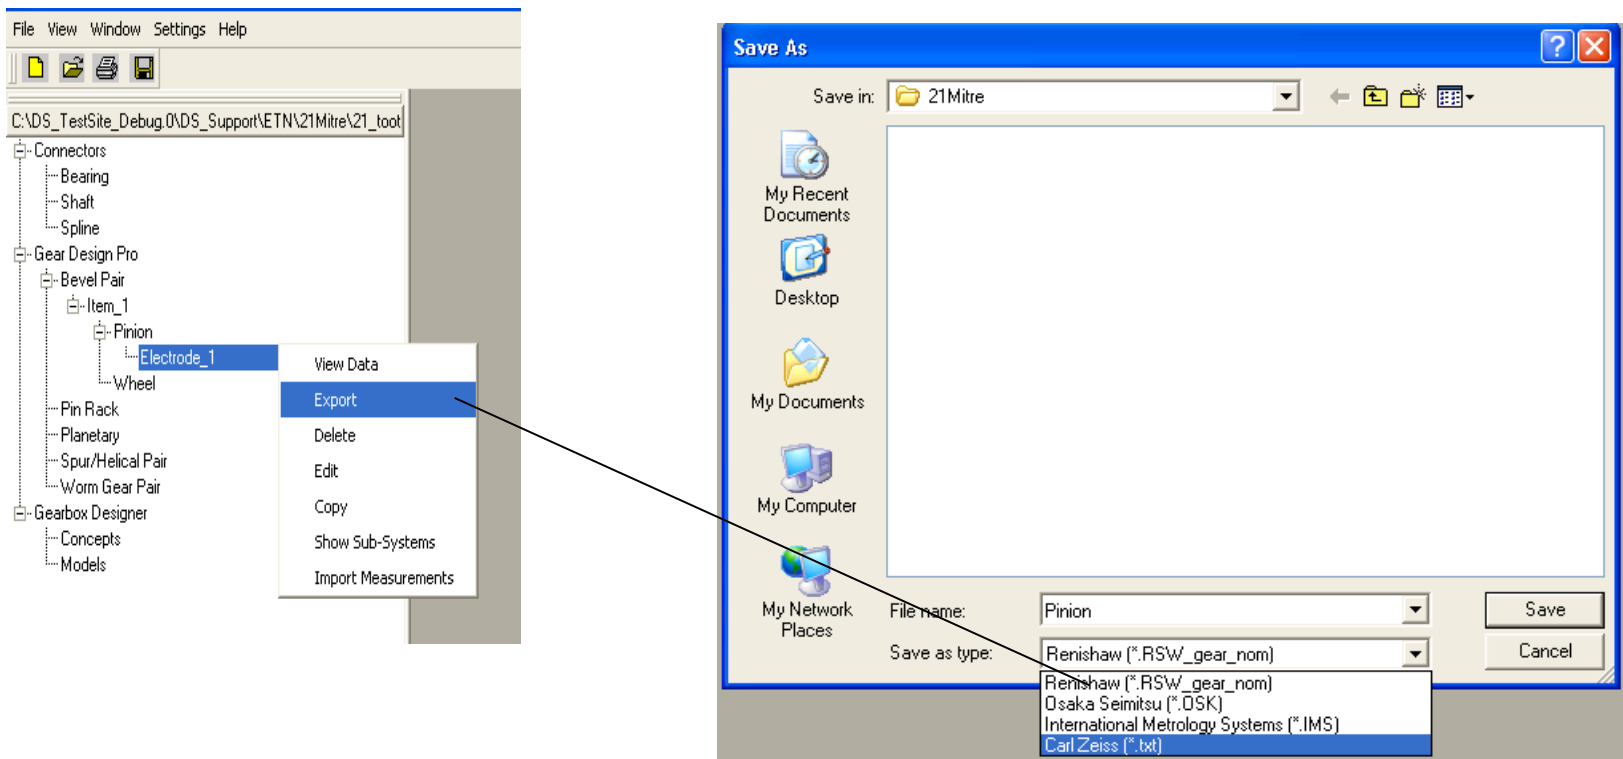 File View Window Settings Help
C:\DS_TestSite_Debug.0\DS_Support\ETN\21Mitre\21_toot
Connectors
Bearing
Shaft
Spline
Gear Design Pro
Bevel Pair
Item_1
Pinion
Electrode_1
Wheel
Pin Rack
Planetary
Spur/Helical Pair
Worm Gear Pair
Gearbox Designer
Concepts
Models
View Data
Export
Delete
Edit
Copy
Show Sub-Systems
Import Measurements
Save As
Save in: 21Mitre
My Recent
Documents
Desktop
My Documents
My Computer
My Network
Places
File name: Pinion Save
Save as type: Renishaw (*.RSW_gear_nom) Cancel
Renishaw (*.RSW_gear_nom)
Osaka Seimitsu (*.OSK)
International Metrology Systems (*.IMS)
Carl Zeiss (*.txt)